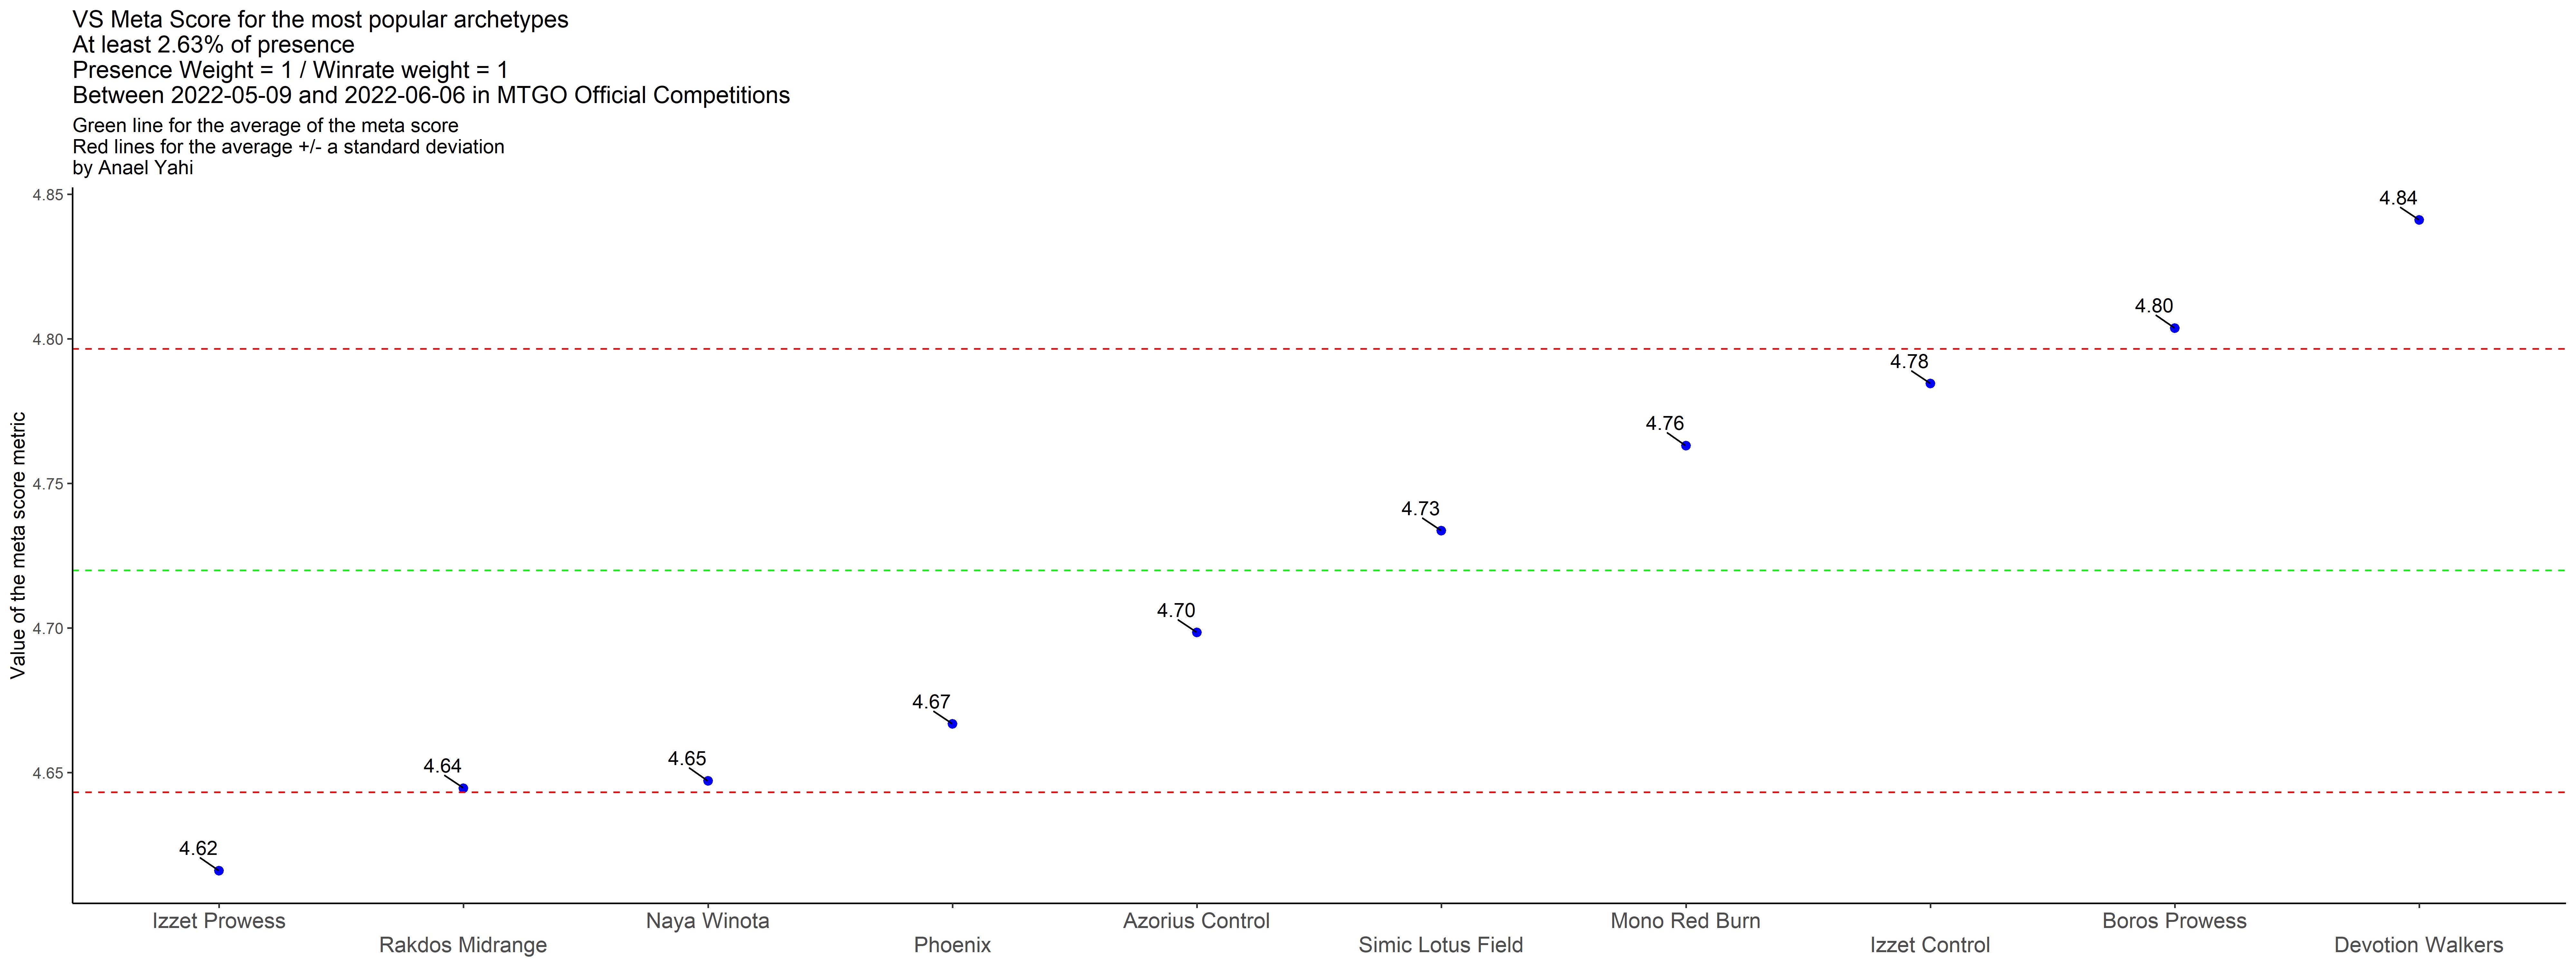 VS Meta Score for the most popular archetypes
At least 2.63% of presence
Presence Weight = 1 / Winrate weight = 1
Between 2022-05-09 and 2022-06-06 in MTGO Official Competitions
Green line for the average of the meta score
Red lines for the average +/- a standard deviation
by Anael Yahi
Value of the meta score metric
4.85
4.80
4.75
4.70
4.65
4.62
4.64
4.65
4.67
4.70
4.73
4.76
4.78
4.80
4.84
Izzet Prowess
Rakdos Midrange
Naya Winota
Phoenix
Azorius Control
Simic Lotus Field
Mono Red Burn
Izzet Control
Boros Prowess
Devotion Walkers